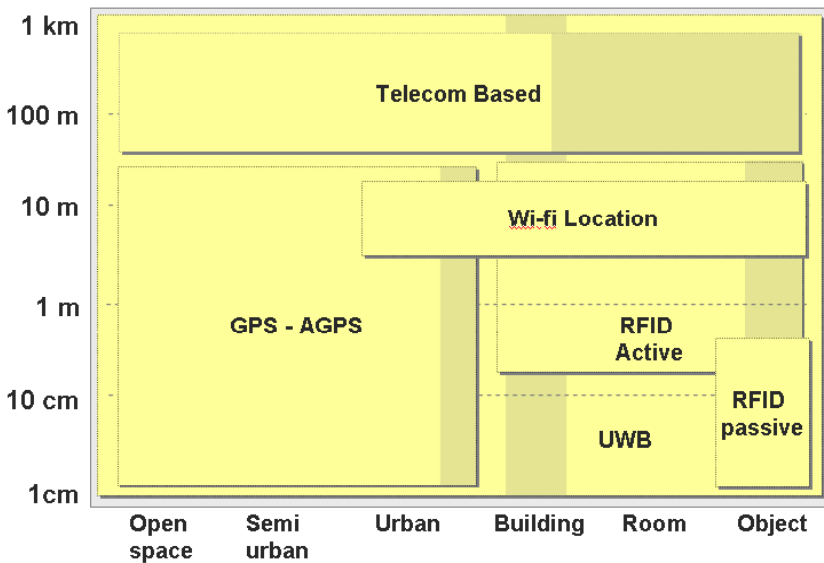 1 km
Telecom Based
100 m
10 m
Wi-fi Location
1 m
GPS - AGPS
RFID
Active
10 cm
RFID
passive
UWB
1cm
Open
space
Semi
urban
Urban
Building
Room
Object